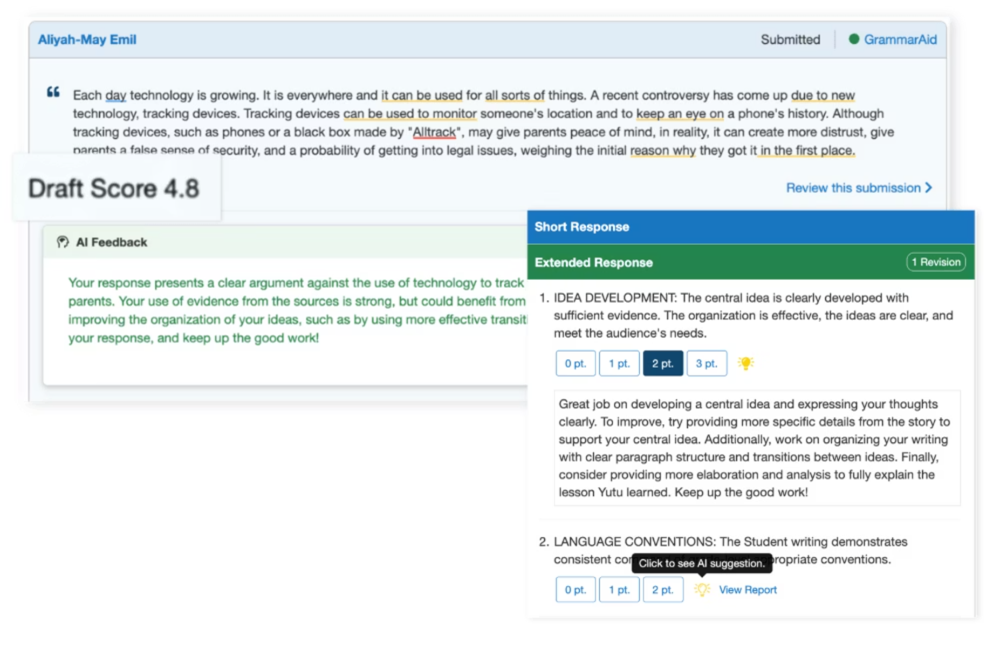 Aliyah-May Emil
Submitted
GrammarAid
Each day technology is growing. It is everywhere and it can be used for all sorts of things. A recent controversy has come up due to new
technology, tracking devices. Tracking devices can be used to monitor someone's location and to keep an eye on a phone's history. Although
tracking devices, such as phones or a black box made by "Alltrack", may give parents peace of mind, in reality, it can create more distrust, give
parents a false sense of security, and a probability of getting into legal issues, weighing the initial reason why they got it in the first place.
Draft Score 4.8
Review this submission
AI Feedback
Your response presents a clear argument against the use of technology to track
parents. Your use of evidence from the sources is strong, but could benefit from
improving the organization of your ideas, such as by using more effective
your response, and keep up the good work!
Short Response
Extended Response
1 Revision
1. IDEA DEVELOPMENT: The central idea is clearly developed with
sufficient evidence. The organization is effective, the ideas are clear, and
meet the audience's needs.
0 pt.
1 pt.
2 pt.
3 pt.
Great job on developing a central idea and expressing your thoughts
clearly. To improve, try providing more specific details from the story to
support your central idea. Additionally, work on organizing your writing
with clear paragraph structure and transitions between ideas. Finally,
consider providing more elaboration and analysis to fully explain the
lesson Yutu learned. Keep up the good work!
2. LANGUAGE CONVENTIONS: The Student writing demonstrates
consistent conventions.
Click to see AI suggestion.
0 pt.
1 pt.
2 pt.
View Report